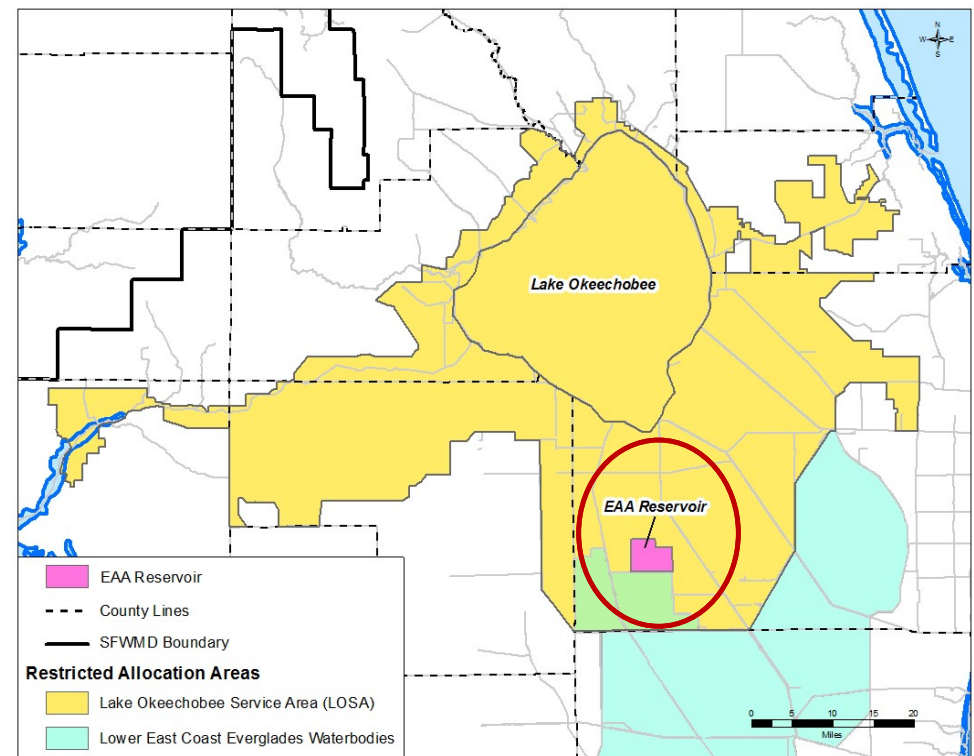 N
W E
S
Lake Okeechobee
EAA Reservoir
EAA Reservoir
County Lines
SFWMD Boundary
Restricted Allocation Areas
Lake Okeechobee Service Area (LOSA)
Lower East Coast Everglades Waterbodies
0 5 10 15 20
Miles